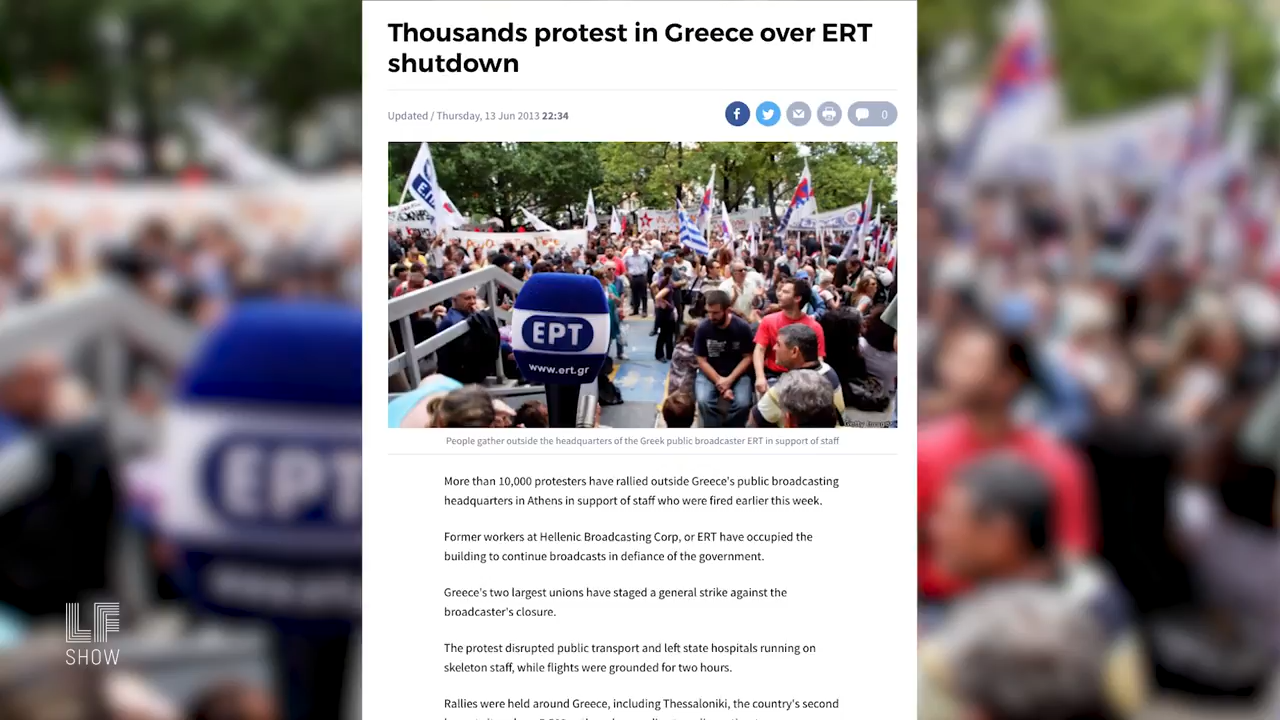 Thousands protest in Greece over ERT
shutdown
Updated / Thursday, 13 Jun 2013 22:34
0
ΕΡΤ
www.ert.gr
People gather outside the headquarters of the Greek public broadcaster ERT in support of staff
More than 10,000 protesters have rallied outside Greece's public broadcasting
headquarters in Athens in support of staff who were fired earlier this week.
Former workers at Hellenic Broadcasting Corp, or ERT have occupied the
building to continue broadcasts in defiance of the government.
Greece's two largest unions have staged a general strike against the
broadcaster's closure.
The protest disrupted public transport and left state hospitals running on
skeleton staff, while flights were grounded for two hours.
Rallies were held around Greece, including Thessaloniki, the country's second
LF
SHOW